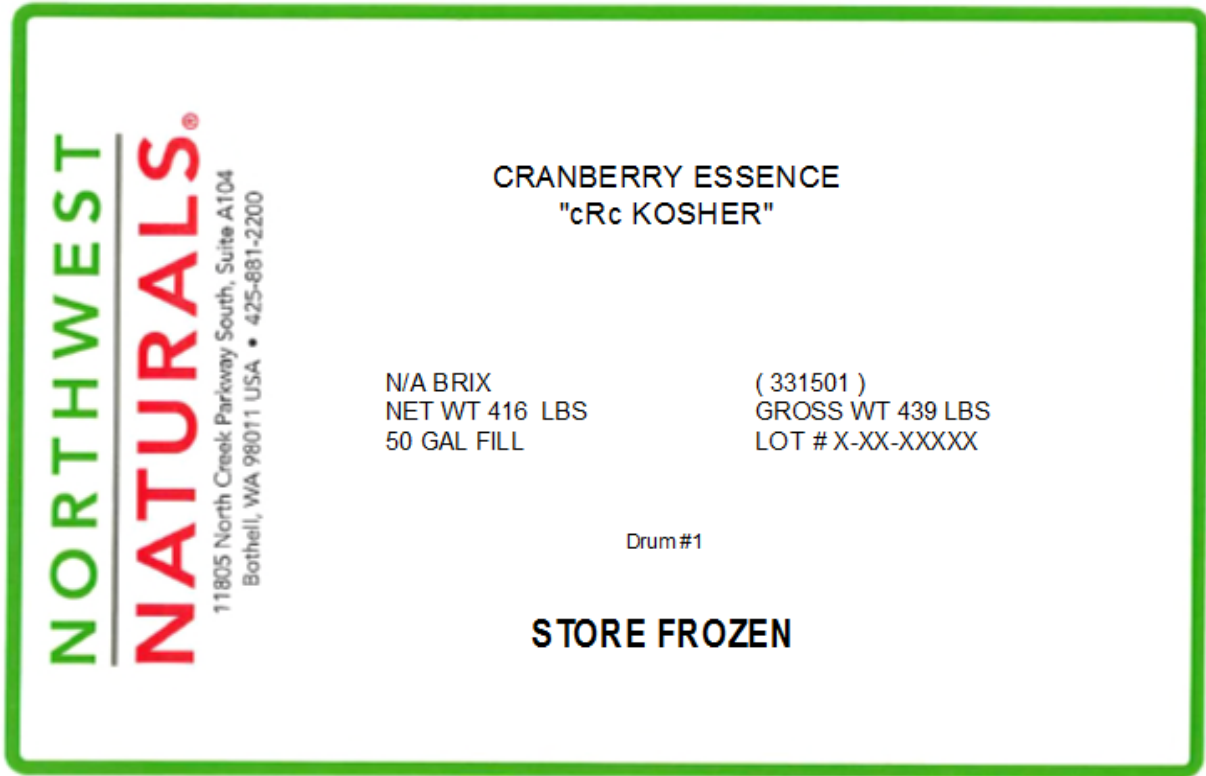 NORTHWEST
NATURALS®
11805 North Creek Parkway South, Suite A104
Bothell, WA 98011 USA • 425-881-2200
CRANBERRY ESSENCE
"cRc KOSHER"
N/A BRIX
NET WT 416 LBS
50 GAL FILL
( 331501 )
GROSS WT 439 LBS
LOT # X-XX-XXXXX
Drum #1
STORE FROZEN